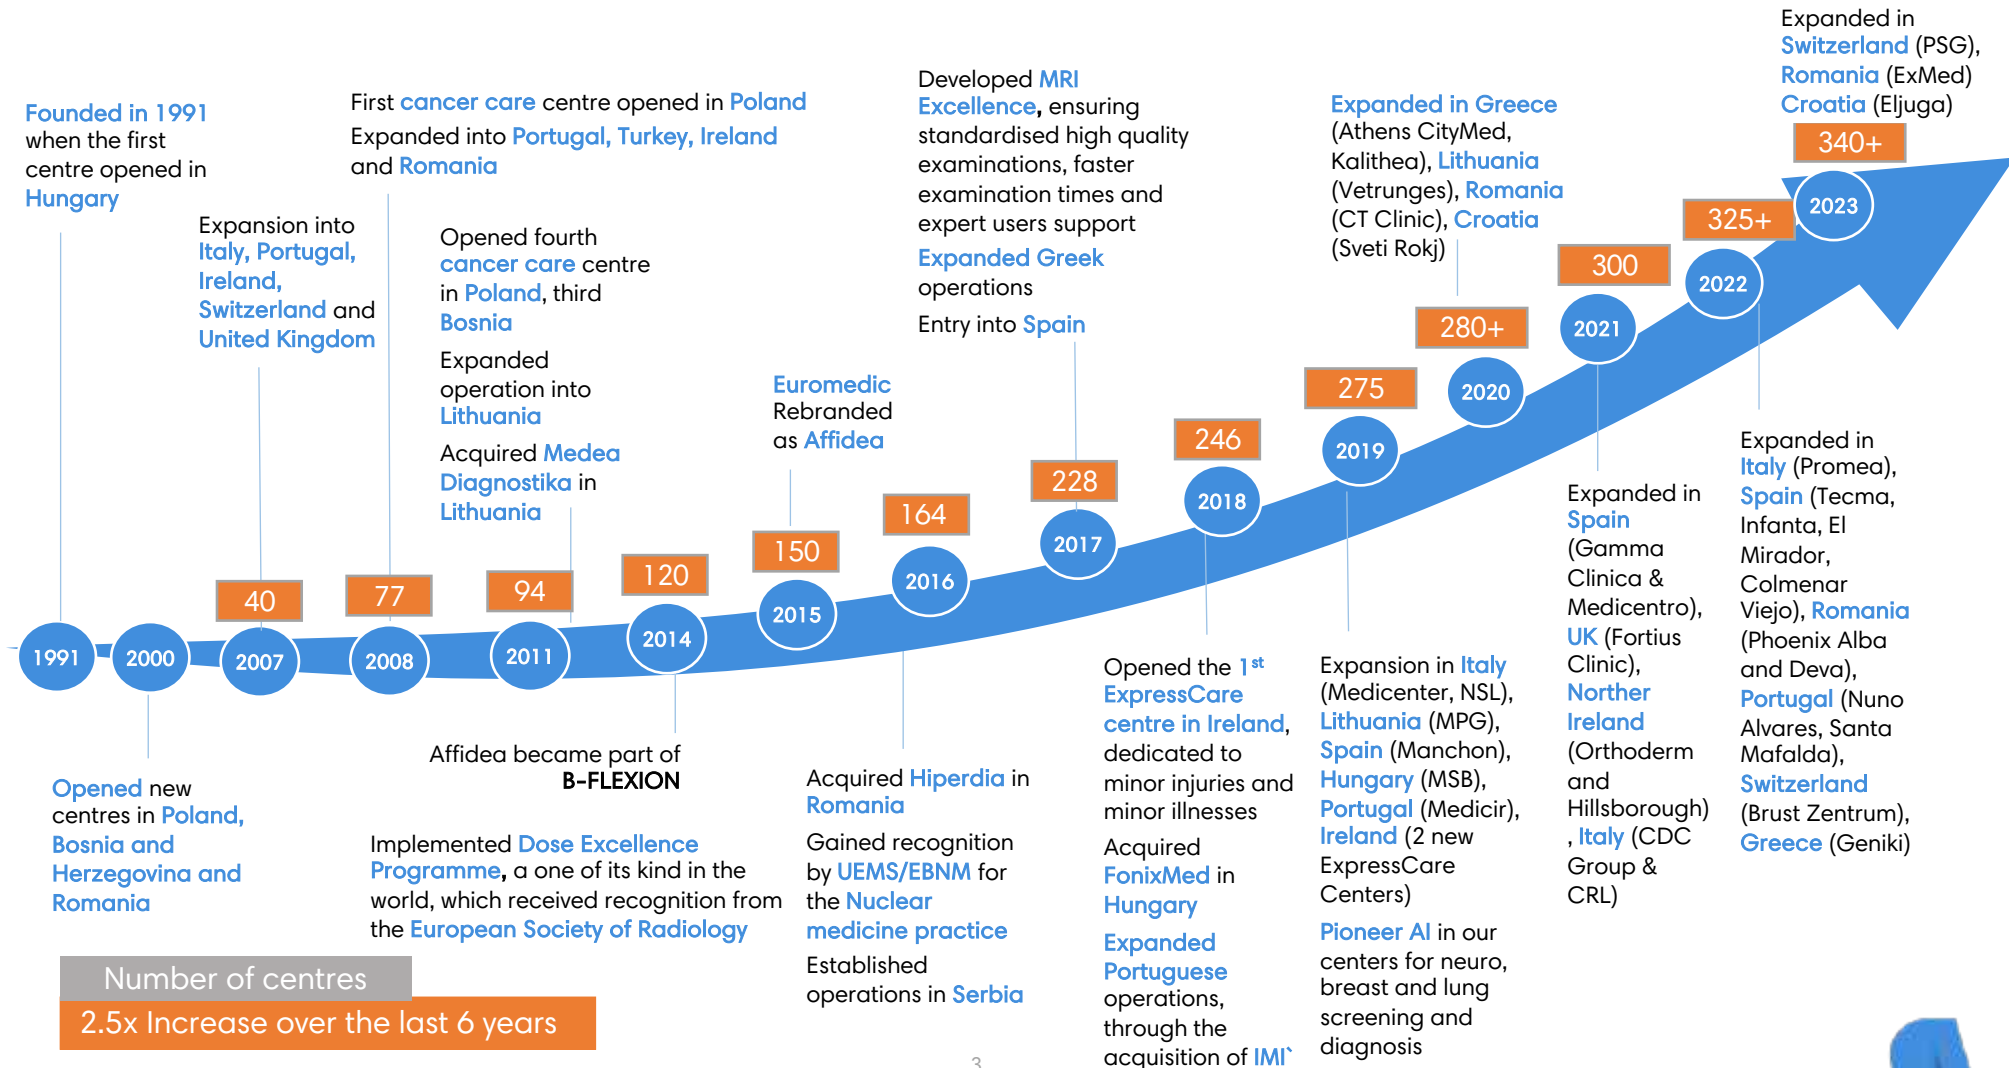 Founded in 1991
when the first
centre opened in
Hungary
Expansion into
Italy, Portugal,
Ireland,
Switzerland and
United Kingdom
First cancer care centre opened in Poland
Expanded into Portugal, Turkey, Ireland
and Romania
Opened fourth
cancer care centre
in Poland, third
Bosnia
Expanded
operation into
Lithuania
Acquired Medea
Diagnostika in
Lithuania
Euromedic
Rebranded
as Affidea
Developed MRI
Excellence, ensuring
standardised high quality
examinations, faster
examination times and
expert users support
Expanded Greek
operations
Entry into Spain
Expanded in Greece
(Athens CityMed,
Kalithea), Lithuania
(Vetrunges), Romania
(CT Clinic), Croatia
(Sveti Rokj)
Expanded in
Switzerland (PSG),
Romania (ExMed)
Croatia (Eljuga)
40
77
94
120
150
164
228
246
275
280+
300
325+
340+
1991
2000
2007
2008
2011
2014
2015
2016
2017
2018
2019
2020
2021
2022
2023
Opened new
centres in Poland,
Bosnia and
Herzegovina and
Romania
Affidea became part of
B-FLEXION
Implemented Dose Excellence
Programme, a one of its kind in the
world, which received recognition from
the European Society of Radiology
Acquired Hiperdia in
Romania
Gained recognition
by UEMS/EBNM for
the Nuclear
medicine practice
Established
operations in Serbia
Opened the 1st
ExpressCare
centre in Ireland,
dedicated to
minor injuries and
minor illnesses
Acquired
FonixMed in
Hungary
Expanded
Portuguese
operations,
through the
acquisition of IMI`
Expansion in Italy
(Medicenter, NSL),
Lithuania (MPG),
Spain (Manchon),
Hungary (MSB),
Portugal (Medicir),
Ireland (2 new
ExpressCare
Centers)
Pioneer AI in our
centers for neuro,
breast and lung
screening and
diagnosis
Expanded in
Spain
(Gamma
Clinica &
Medicentro),
UK (Fortius
Clinic),
Norther
Ireland
(Orthoderm
and
Hillsborough)
, Italy (CDC
Group &
CRL)
Expanded in
Italy (Promea),
Spain (Tecma,
Infanta, El
Mirador,
Colmenar
Viejo), Romania
(Phoenix Alba
and Deva),
Portugal (Nuno
Alvares, Santa
Mafalda),
Switzerland
(Brust Zentrum),
Greece (Geniki)
Number of centres
2.5x Increase over the last 6 years
3